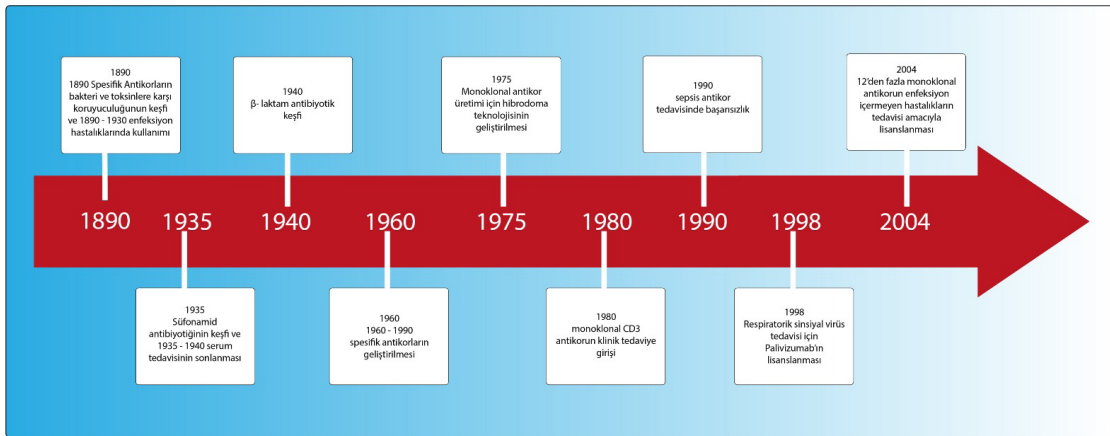 1890
1890 Spesifik Antikorların
bakteri ve toksinlere karşı
koruyuculuğunun keşfi
ve 1890 - 1930 enfeksiyon
hastalıklarında kullanımı
1940
β- laktam antibiyotik
keşfi
1975
Monoklonal antikor
üretimi için hibrodoma
teknolojisinin
geliştirilmesi
1990
sepsis antikor
tedavisinde başarısızlık
2004
12'den fazla monoklonal
antikorun enfeksiyon
içermeyen hastalıkların
tedavisi amacıyla
lisanslanması
1890
1935
1940
1960
1975
1980
1990
1998
2004
1935
Süfonamid
antibiyotiğinin keşfi ve
1935 - 1940 serum
tedavisinin sonlanması
1960
1960 - 1990
spesifik antikorların
geliştirilmesi
1980
monoklonal CD3
antikorun klinik tedaviye
girişi
1998
Respiratorik sinsiyal virüs
tedavisi için
Palivizumab'ın
lisanslanması